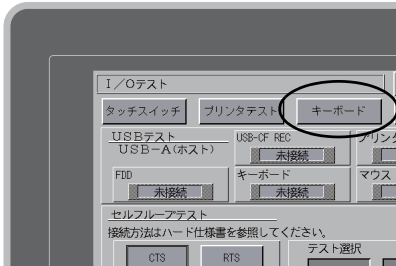 I／Oテスト
タッチスイッチ プリンタテスト キーボード
USBテスト
USB－A(ホスト)
USB-CF REC
未接続
プリン
FDD
未接続
キーボード
未接続
マウス
セルフループテスト
接続方法はハード仕様書を参照してください。
CTS RTS
テスト選択